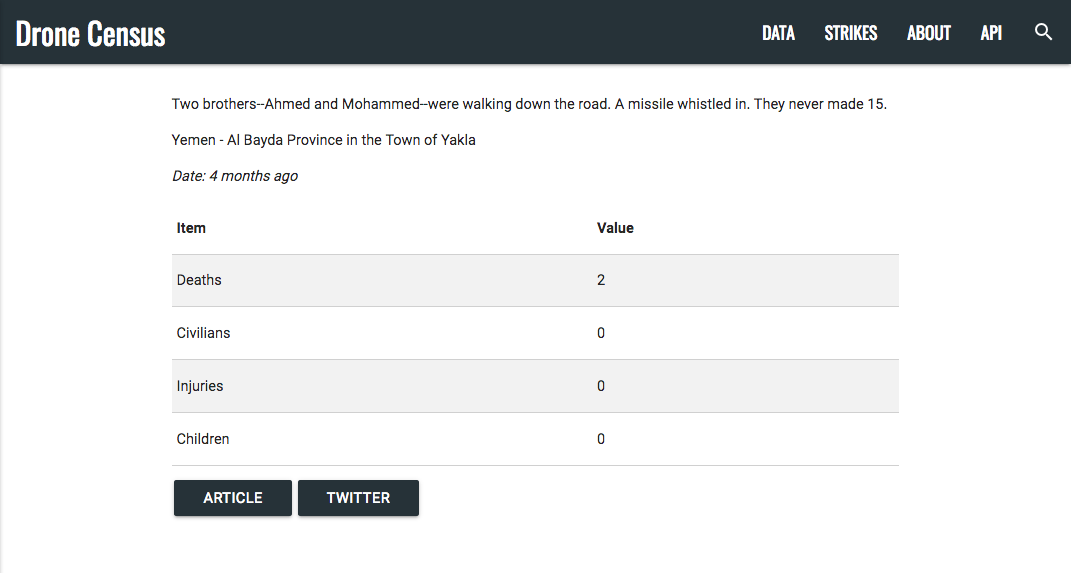 Drone Census DATA STRIKES ABOUT API
Two brothers--Ahmed and Mohammed--were walking down the road. A missile whistled in. They never made 15.
Yemen - Al Bayda Province in the Town of Yakla
Date: 4 months ago
Item Value
Deaths 2
Civilians 0
Injuries 0
Children 0
ARTICLE TWITTER